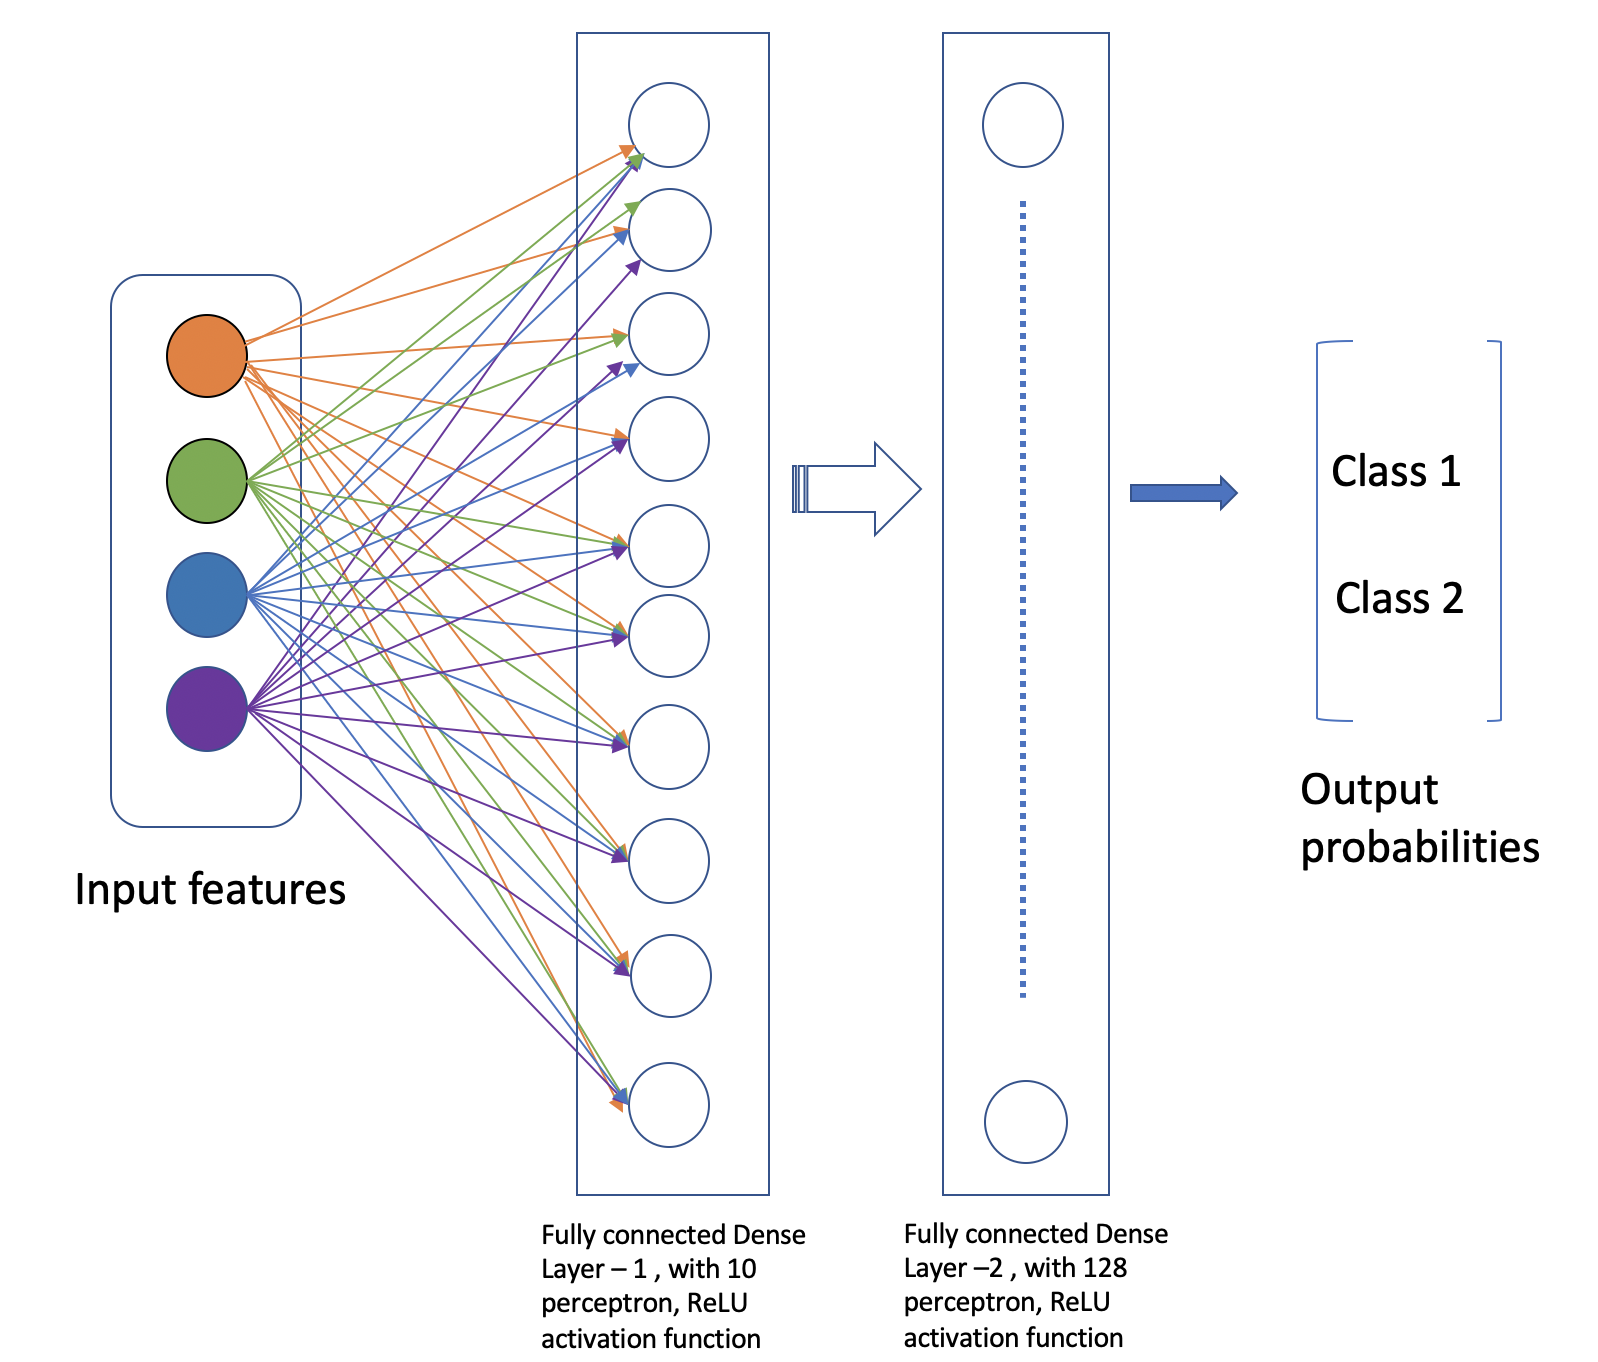 Input features
Fully connected Dense
Layer – 1 , with 10
perceptron, ReLU
activation function
Fully connected Dense
Layer –2 , with 128
perceptron, ReLU
activation function
Class 1
Class 2
Output
probabilities